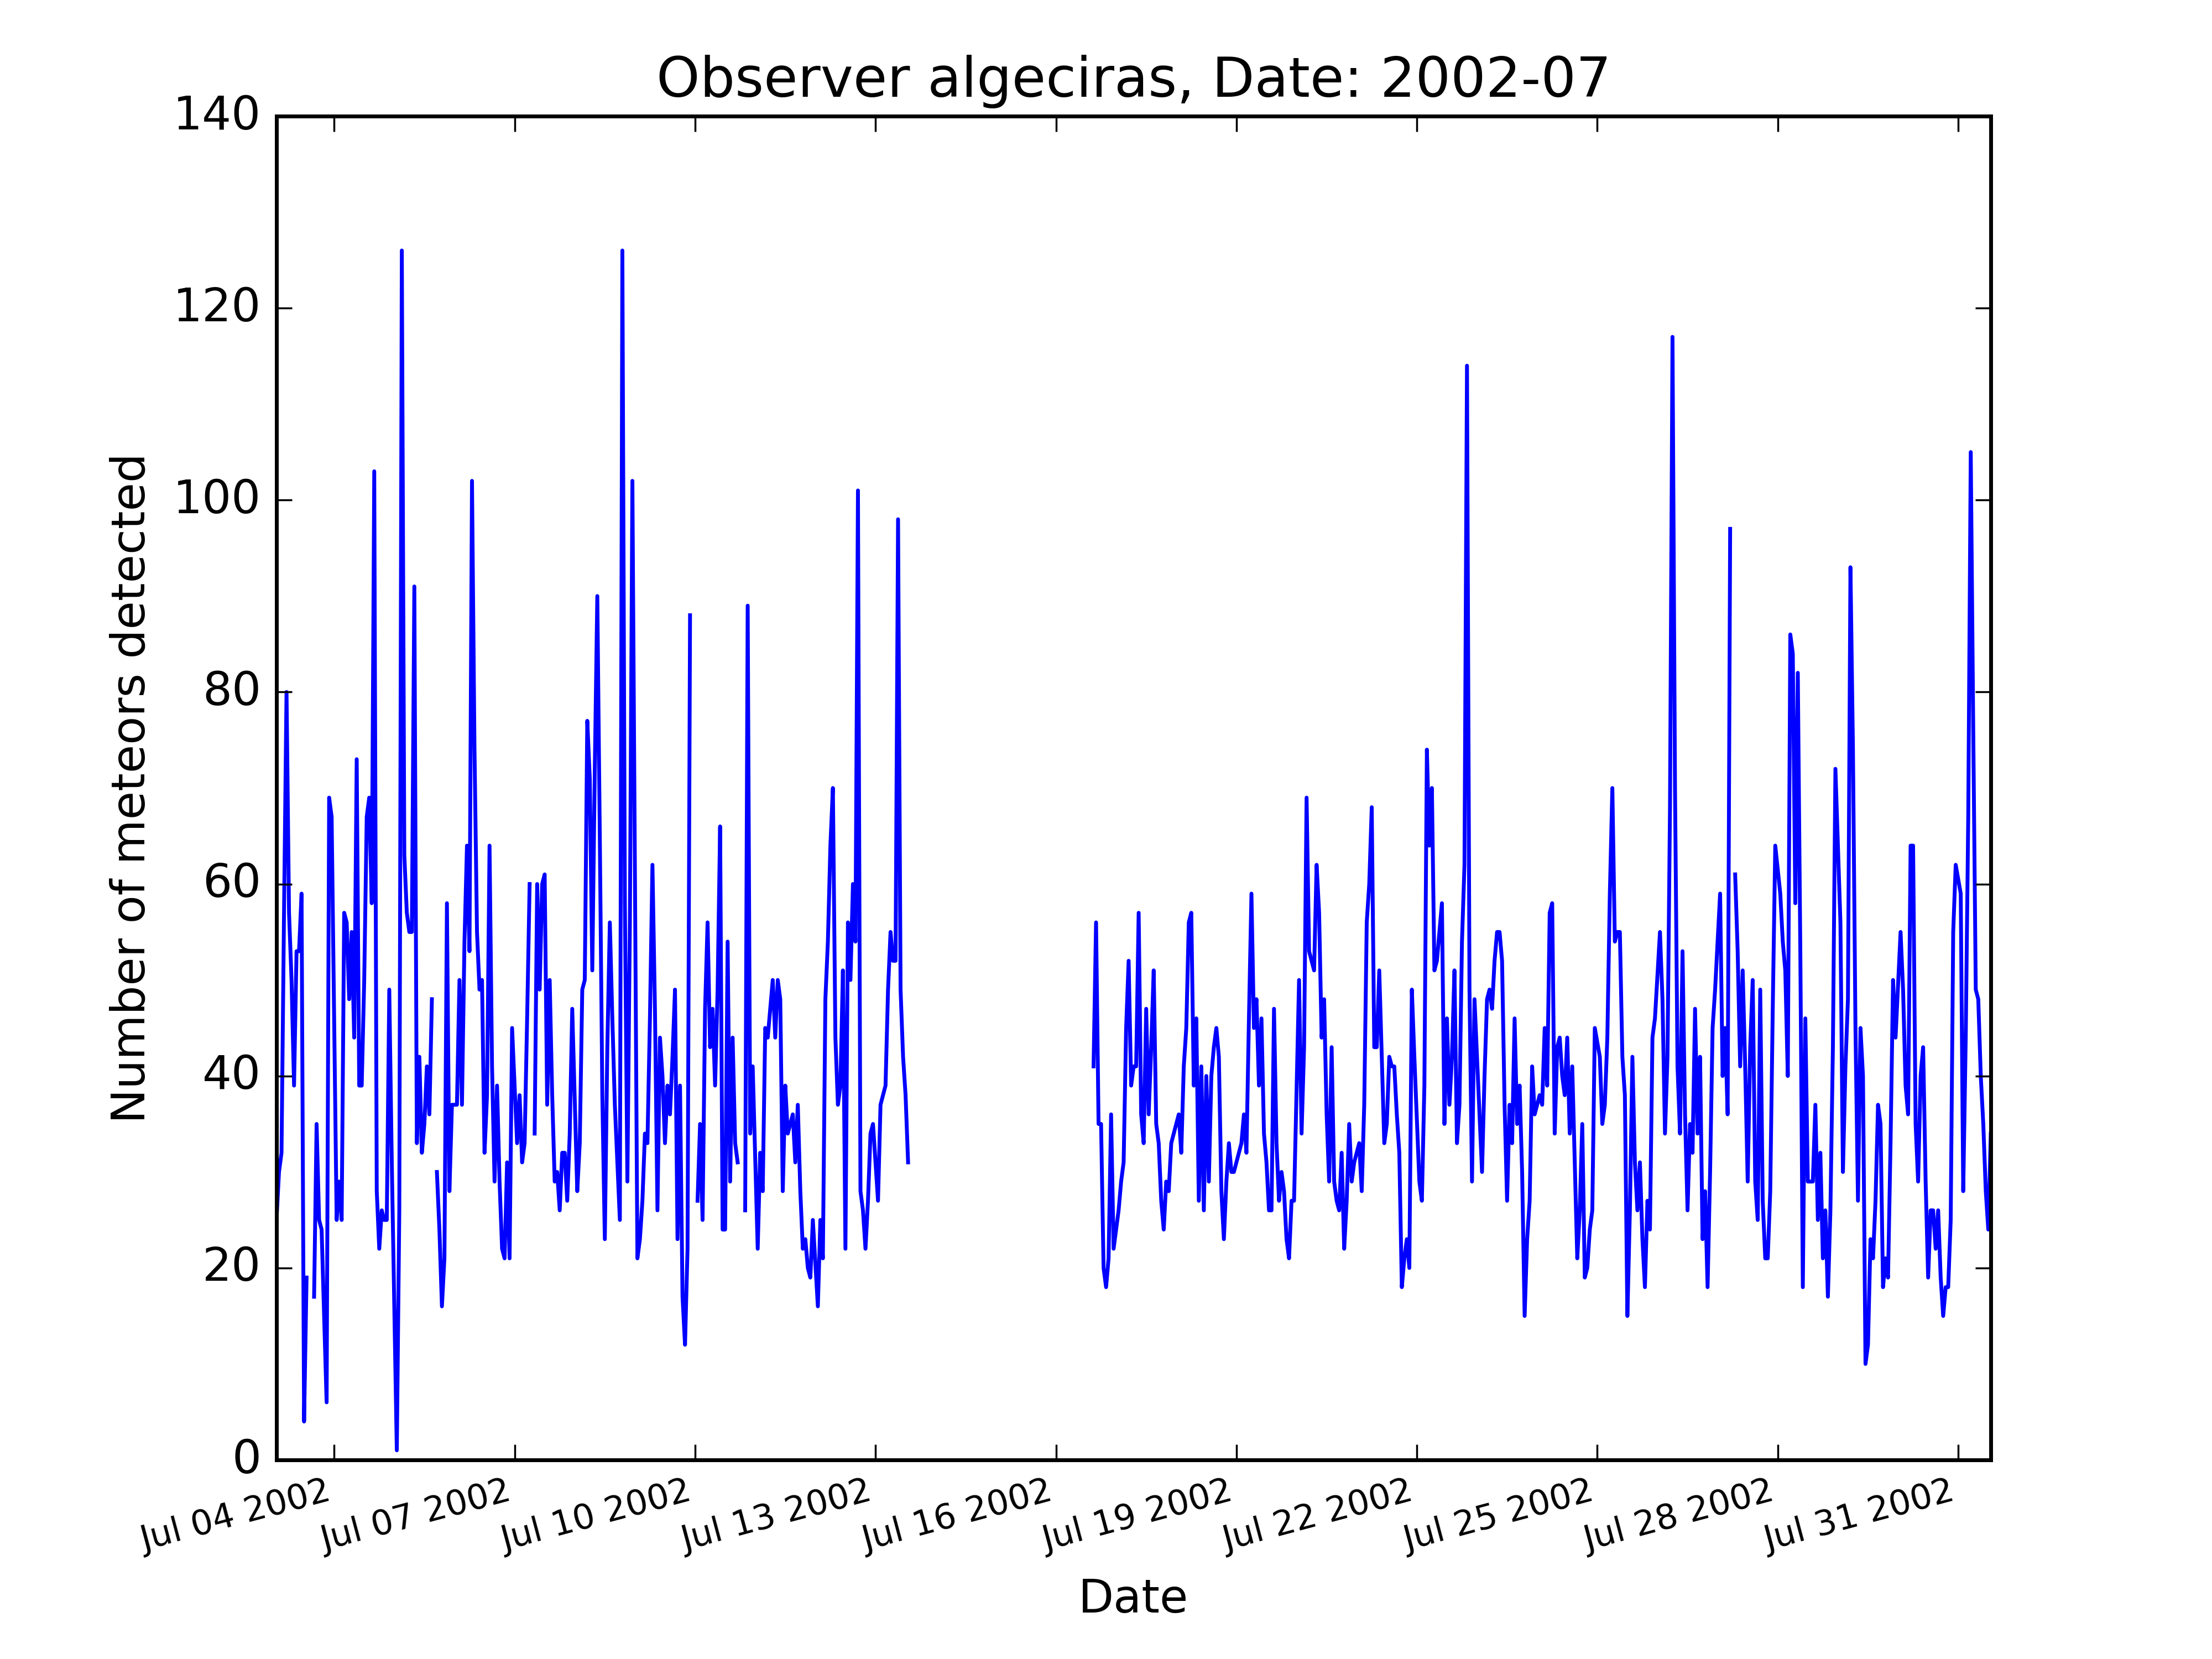 Observer algeciras, Date: 2002-07
140
120
100
80
60
40
20
0
Number of meteors detected
Jul 04 2002
Jul 07 2002
Jul 10 2002
Jul 13 2002
Jul 16 2002
Jul 19 2002
Jul 22 2002
Jul 25 2002
Jul 28 2002
Jul 31 2002
Date